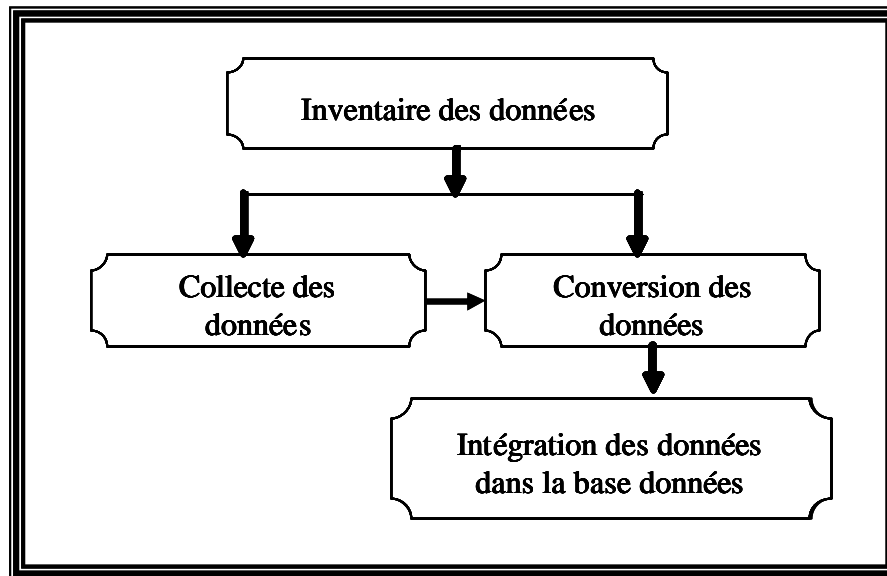 Inventaire des données
Collecte des
données
Conversion des
données
Intégration des données
dans la base données